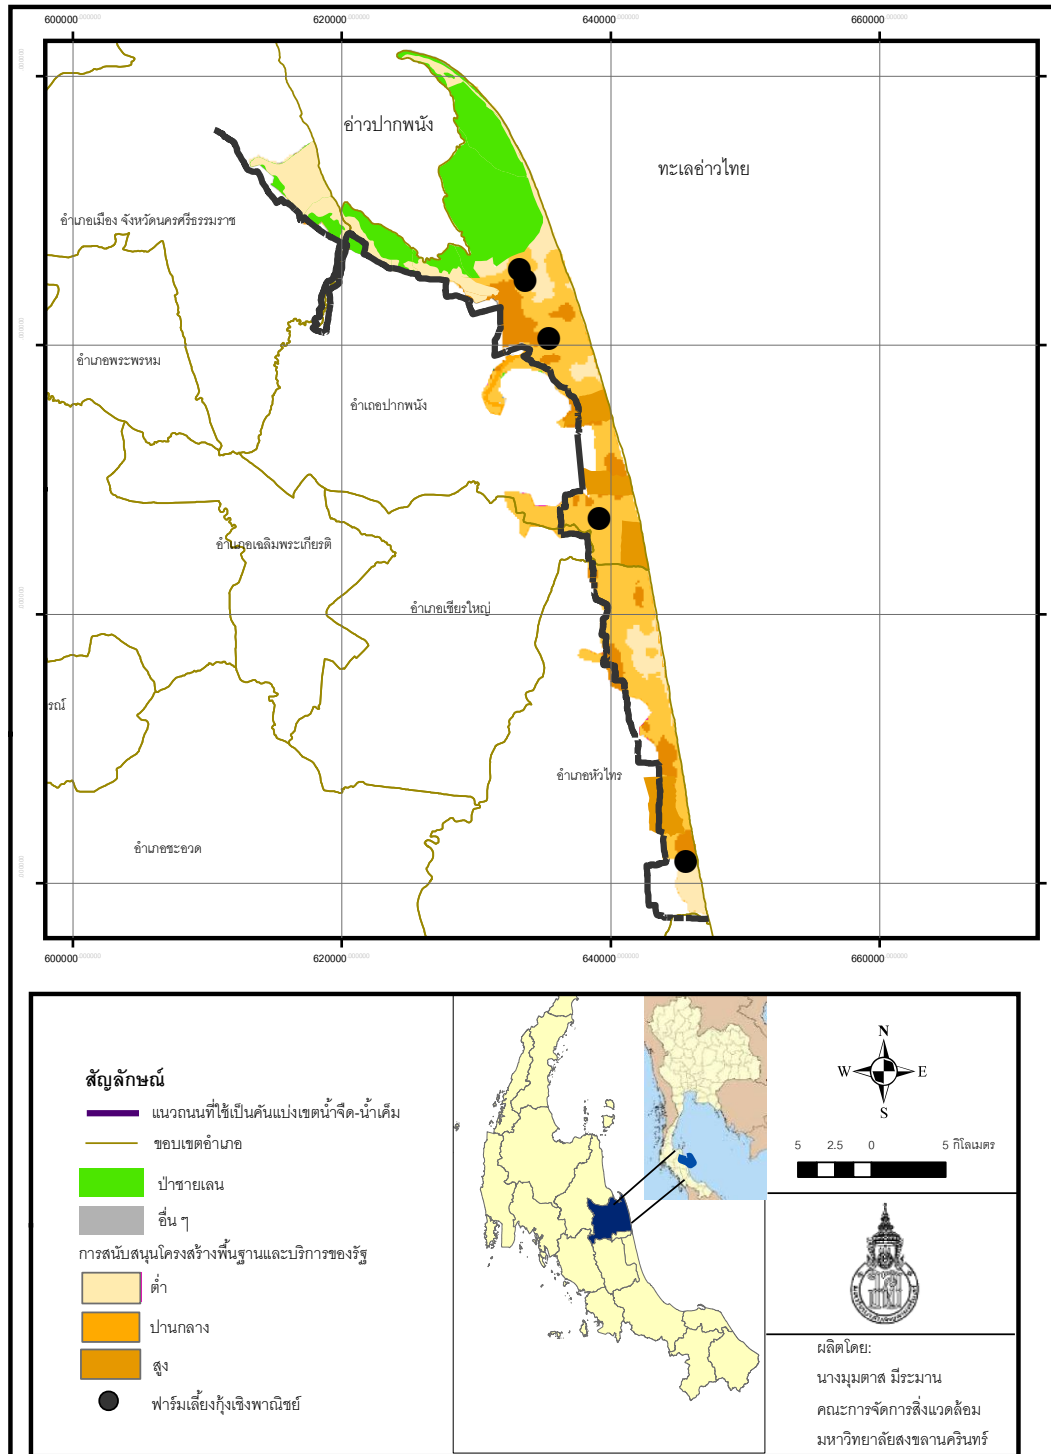 600000 620000 640000 660000
อ่าวปากพนัง
ทะเลอ่าวไทย
อำเภอเมือง จังหวัดนครศรีธรรมราช
อำเภอพระพรหม
อำเภอปากพนัง
อำเภอเฉลิมพระเกียรติ
อำเภอเชียรใหญ่
รณ์
อำเภอหัวไทร
อำเภอชะอวด
600000 620000 640000 660000
สัญลักษณ์
แนวถนนที่ใช้เป็นคันแบ่งเขตน้ำจืด-น้ำเค็ม
ขอบเขตอำเภอ
ป่าชายเลน
อื่น ๆ
การสนับสนุนโครงสร้างพื้นฐานและบริการของรัฐ
ต่ำ
ปานกลาง
สูง
ฟาร์มเลี้ยงกุ้งเชิงพาณิชย์
N
W E
S
5 2.5 0 5 กิโลเมตร
ผลิตโดย:
นางมุมตาส มีระมาน
คณะการจัดการสิ่งแวดล้อม
มหาวิทยาลัยสงขลานครินทร์